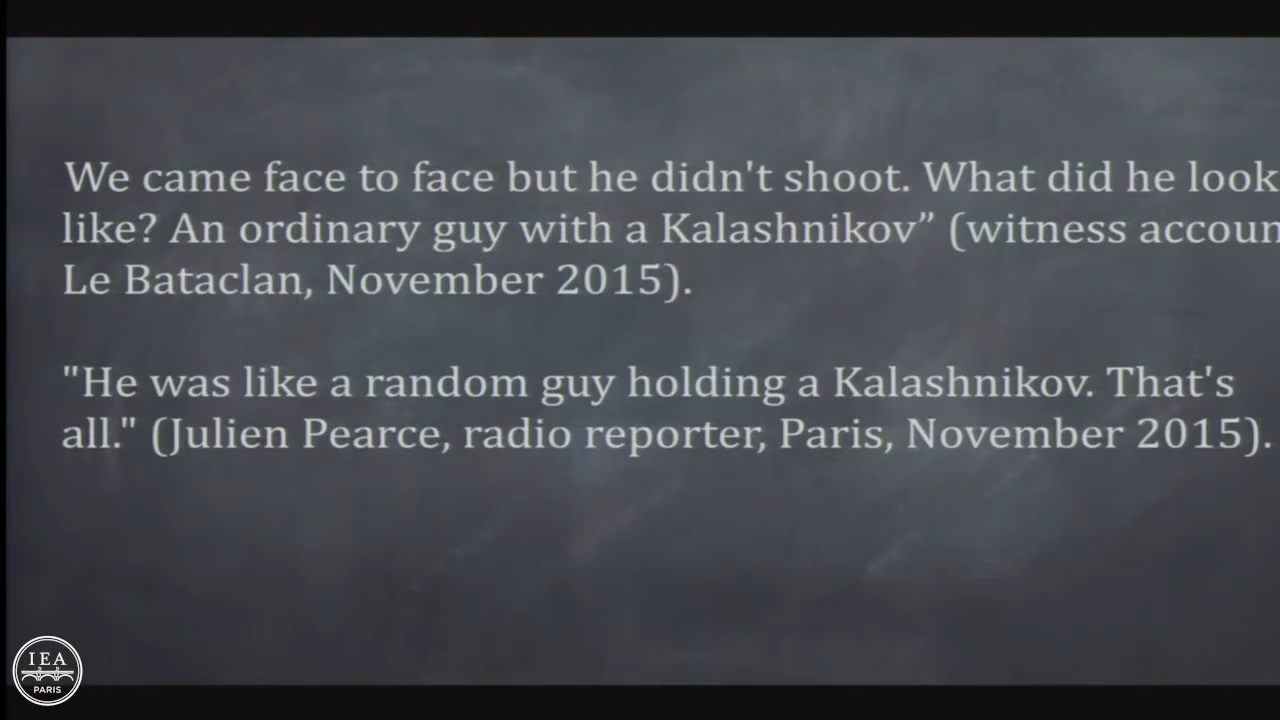 We came face to face but he didn't shoot. What did he look
like? An ordinary guy with a Kalashnikov” (witness accoun
Le Bataclan, November 2015).
"He was like a random guy holding a Kalashnikov. That's
all." (Julien Pearce, radio reporter, Paris, November 2015).
IEA
PARIS